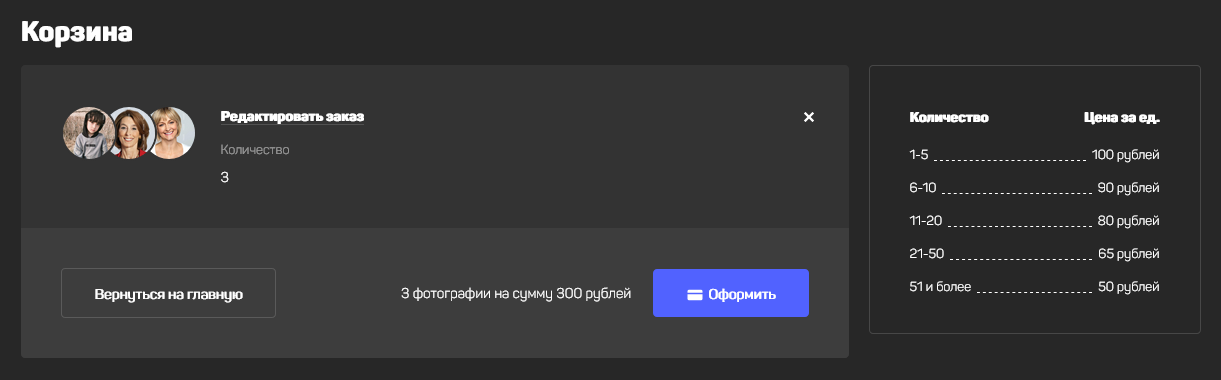 Корзина
Редактировать заказ
Количество
3
Вернуться на главную
3 фотографии на сумму 300 рублей
Оформить
Количество Цена за ед.
1-5 100 рублей
6-10 90 рублей
11-20 80 рублей
21-50 65 рублей
51 и более 50 рублей